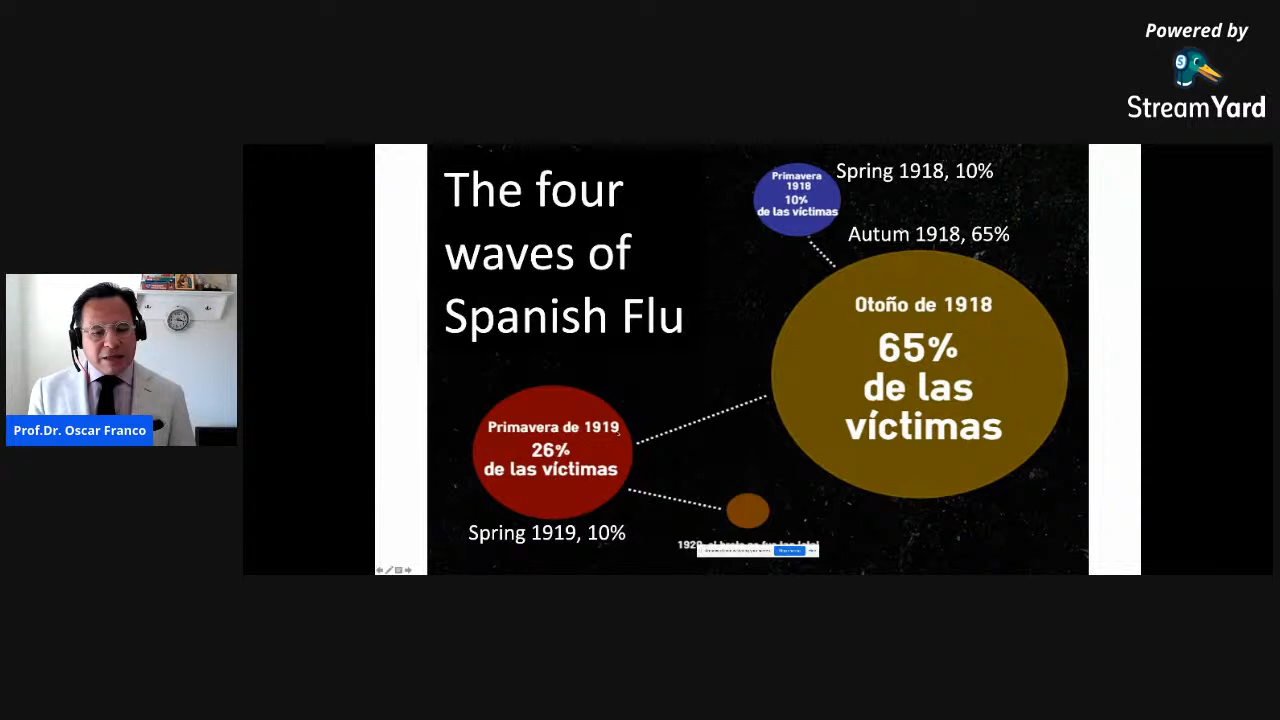 Powered by
StreamYard
The four
waves of
Spanish Flu
Primavera
1918
10%
de las víctimas
Spring 1918, 10%
Autum 1918, 65%
Otoño de 1918
65%
de las
víctimas
Primavera de 1919
26%
de las víctimas
Spring 1919, 10%
Prof.Dr. Oscar Franco